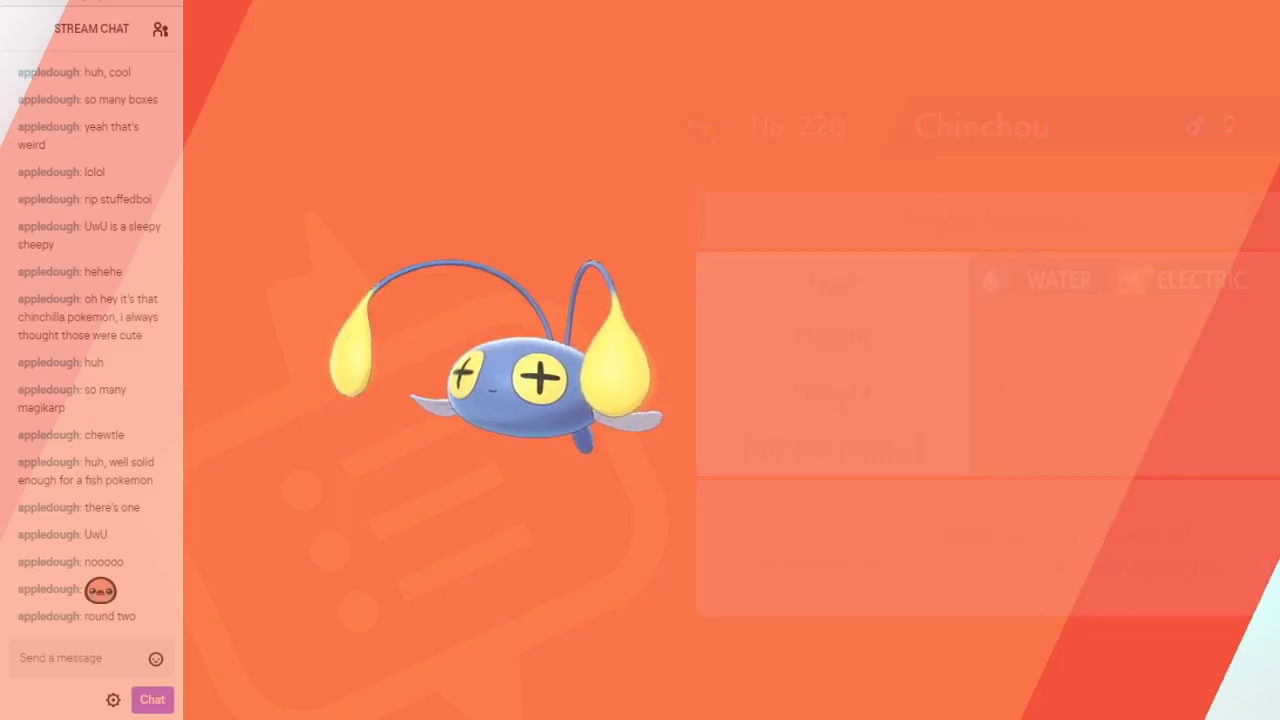 STREAM CHAT
appledough: huh, cool
appledough: so many boxes
appledough: yeah that's
weird
appledough: lolol
appledough: rip stuffedboi
appledough: UwU is a sleepy
sheepy
appledough: hehehe
appledough: oh hey it's that
chinchilla pokemon, i always
thought those were cute
appledough: huh
appledough: so many
magikarp
appledough: chewtle
appledough: huh, well solid
enough for a fish pokemon
appledough: there's one
appledough: UwU
appledough: nooooo
appledough:
appledough: round two
Send a message
Chat
No. 220 Chinchou ♂ ♀
WATER ELECTRIC